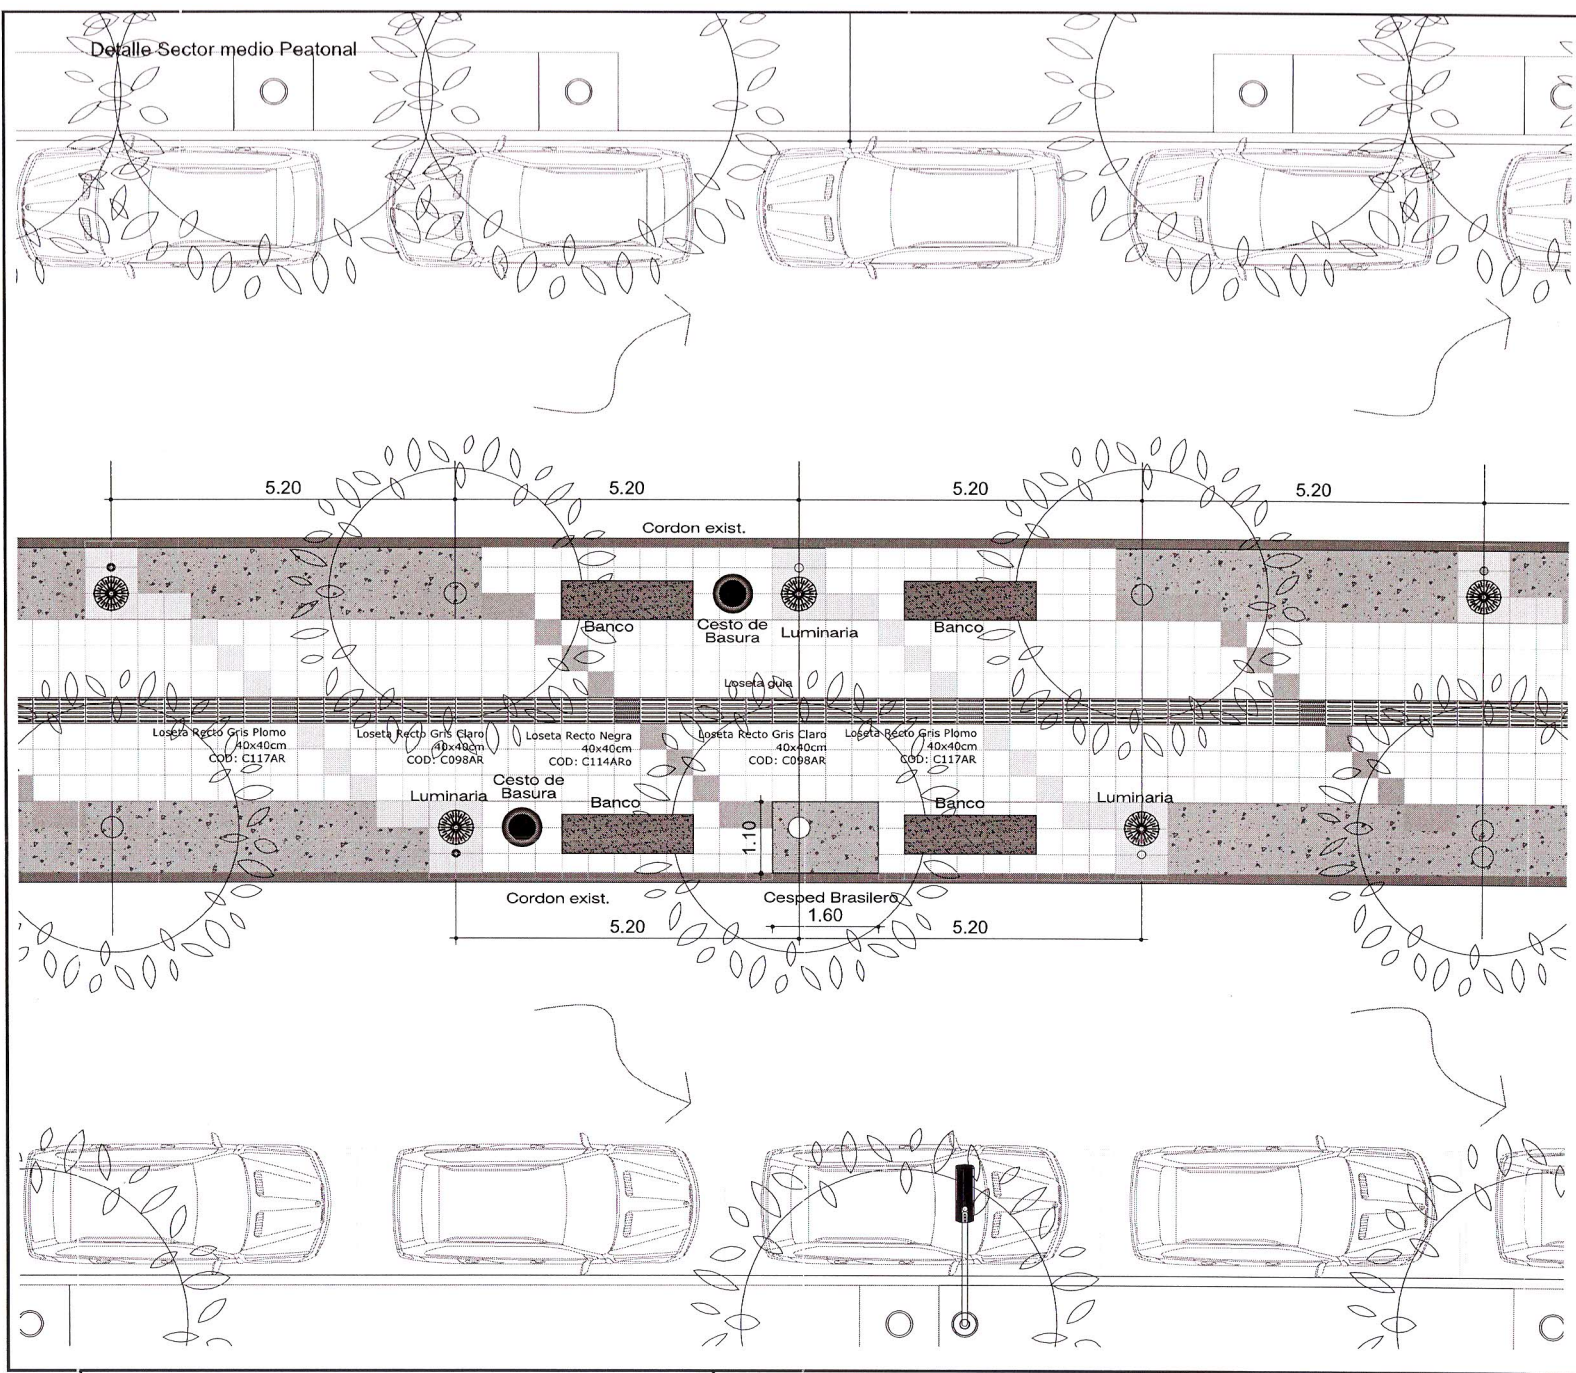 Detalle Sector medio Peatonal
5.20
5.20
5.20
5.20
Cordon exist.
Banco
Cesto de
Basura
Luminaria
Banco
Loseta guia
Loseta Recto Gris Plomo
40x40cm
COD: C117AR
Loseta Recto Gris Claro
40x40cm
COD: C098AR
Loseta Recto Negra
40x40cm
COD: C114ARo
Loseta Recto Gris Claro
0x40cm
COD: C098AR
Loseta Recto Gris Plomo
40x40cm
COD: C117AR
Luminaria
Cesto de
Basura
Banco
1.10
Banco
Luminaria
Cordon exist.
Cesped Brasilero
1.60
5.20
5.20